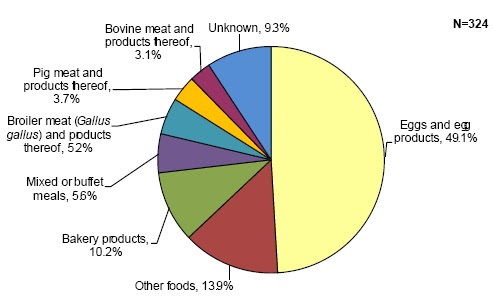 Bovine meat and
products thereof,
3.1%
Unknown, 9.3%
N=324
Pig meat and
products thereof,
3.7%
Broiler meat (Gallus
gallus) and products
thereof, 5.2%
Eggs and egg
products, 49.1%
Mixed or buffet
meals, 5.6%
Bakery products,
10.2%
Other foods, 13.9%